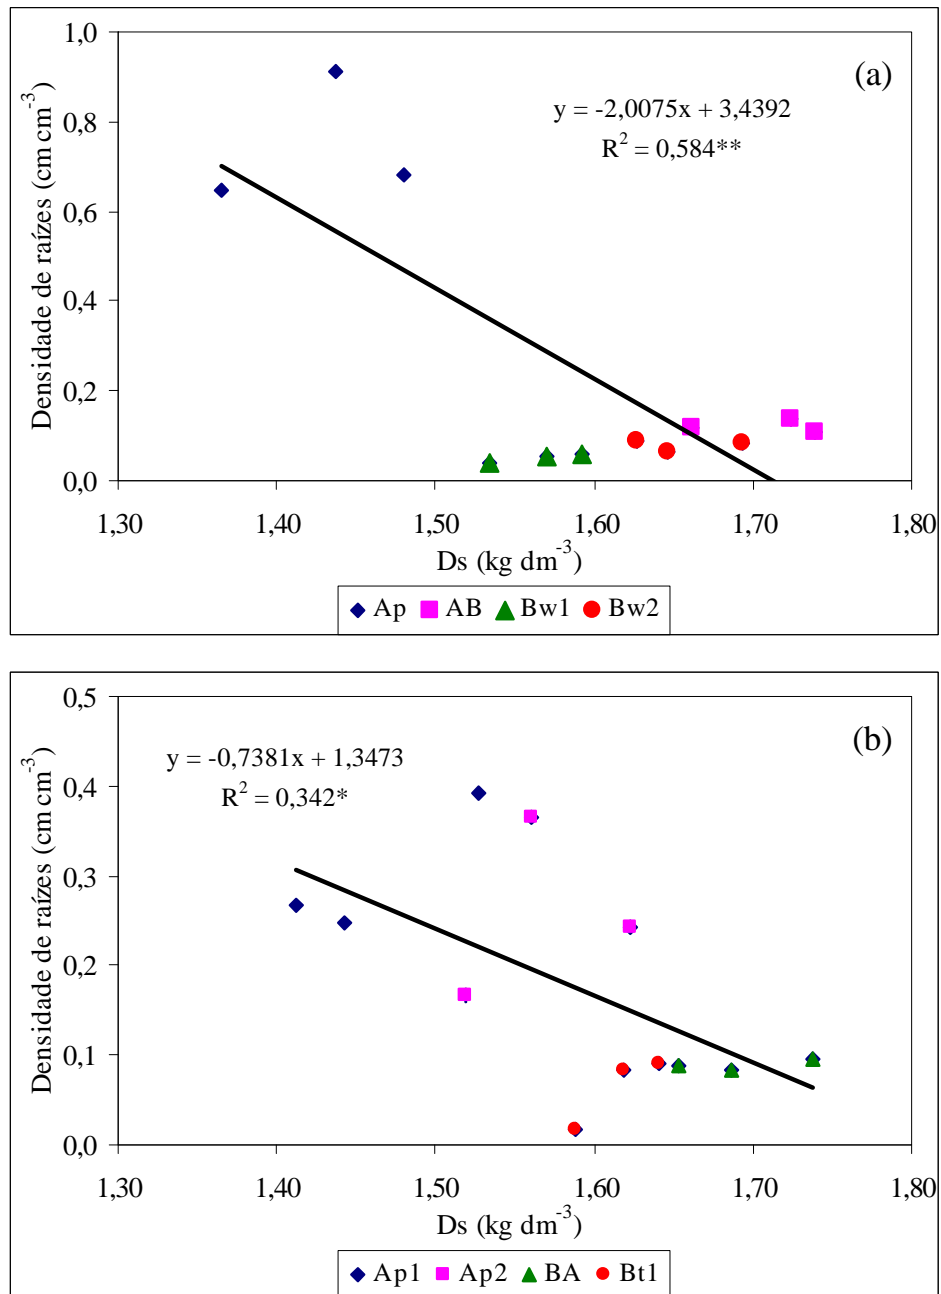 (a)
y = -2,0075x + 3,4392
R² = 0,584**
Densidade de raízes (cm cm⁻³)
1,0
0,8
0,6
0,4
0,2
0,0
1,30 1,40 1,50 1,60 1,70 1,80
Ds (kg dm⁻³)
Ap AB Bw1 Bw2
(b)
y = -0,7381x + 1,3473
R² = 0,342*
Densidade de raízes (cm cm⁻³)
0,5
0,4
0,3
0,2
0,1
0,0
1,30 1,40 1,50 1,60 1,70 1,80
Ds (kg dm⁻³)
Ap1 Ap2 BA Bt1